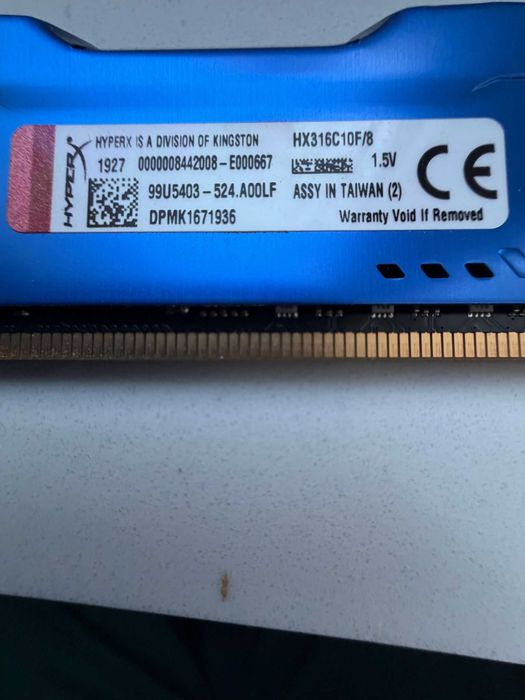 HYPERX
HYPERX IS A DIVISION OF KINGSTON
HX316C10F/8
1927 0000008442008-E000667
1.5V
99U5403-524.A00LF
ASSY IN TAIWAN (2)
CE
DPMK1671936
Warranty Void If Removed